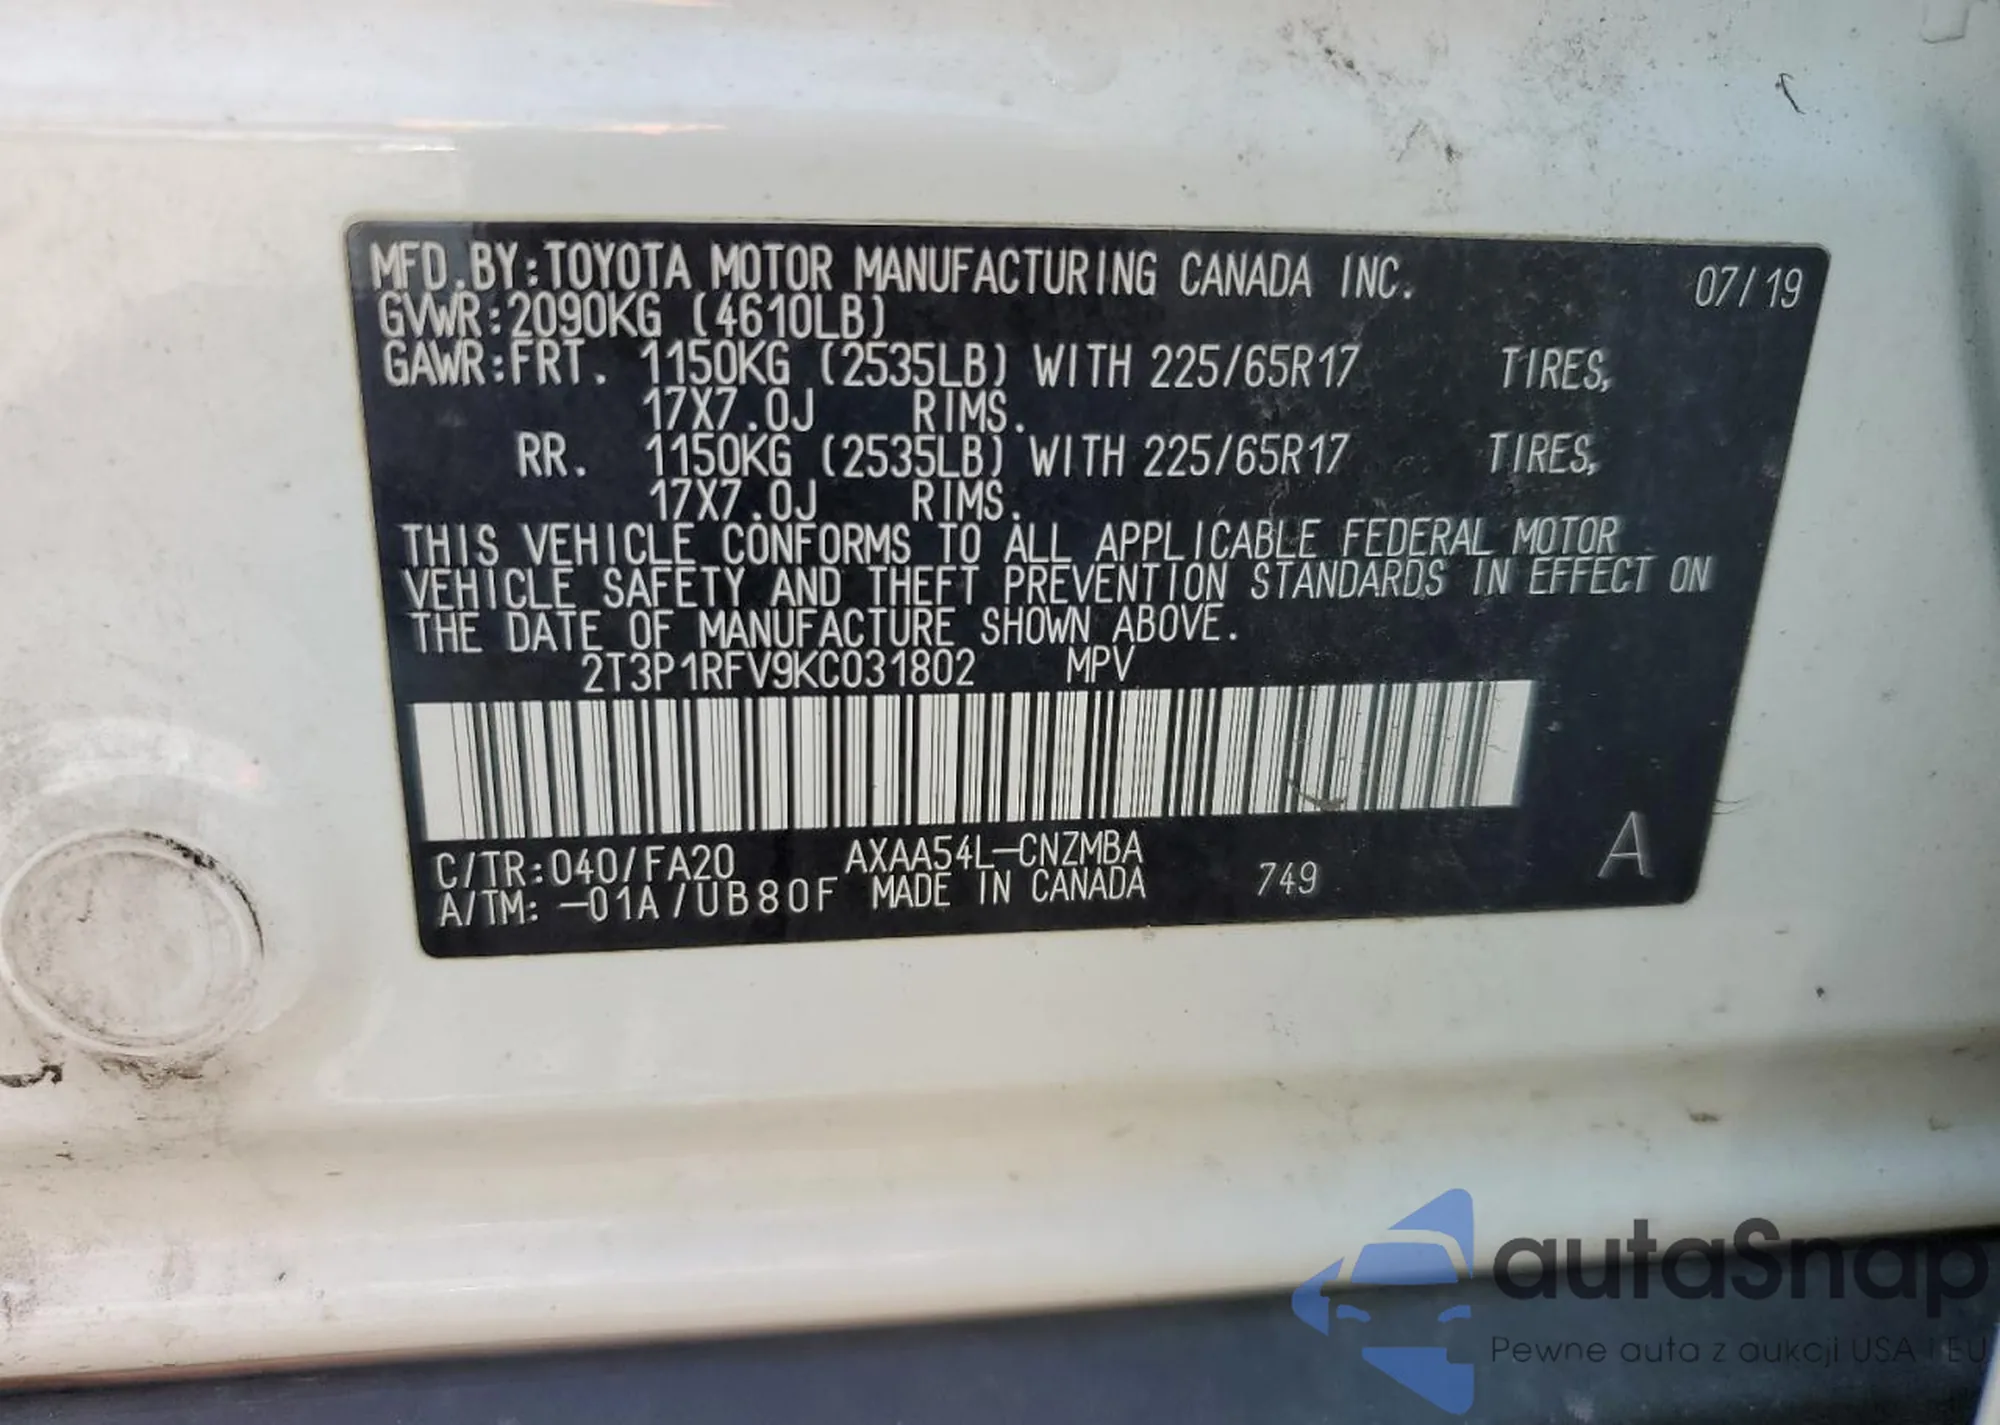 MFD.BY:TOYOTA MOTOR MANUFACTURING CANADA INC. 07/19
GVWR:2090KG (4610LB)
GAWR:FRT. 1150KG (2535LB) WITH 225/65R17 TIRES,
17X7.0J RIMS.
RR. 1150KG (2535LB) WITH 225/65R17 TIRES,
17X7.0J RIMS.
THIS VEHICLE CONFORMS TO ALL APPLICABLE FEDERAL MOTOR
VEHICLE SAFETY AND THEFT PREVENTION STANDARDS IN EFFECT ON
THE DATE OF MANUFACTURE SHOWN ABOVE.
2T3P1RFV9KC031802 MPV
C/TR:040/FA20 AXAA54L-CNZMBA
A/TM: -01A/UB80F MADE IN CANADA 749 A
autaSnap
Pewne auta z aukcji USA i EU